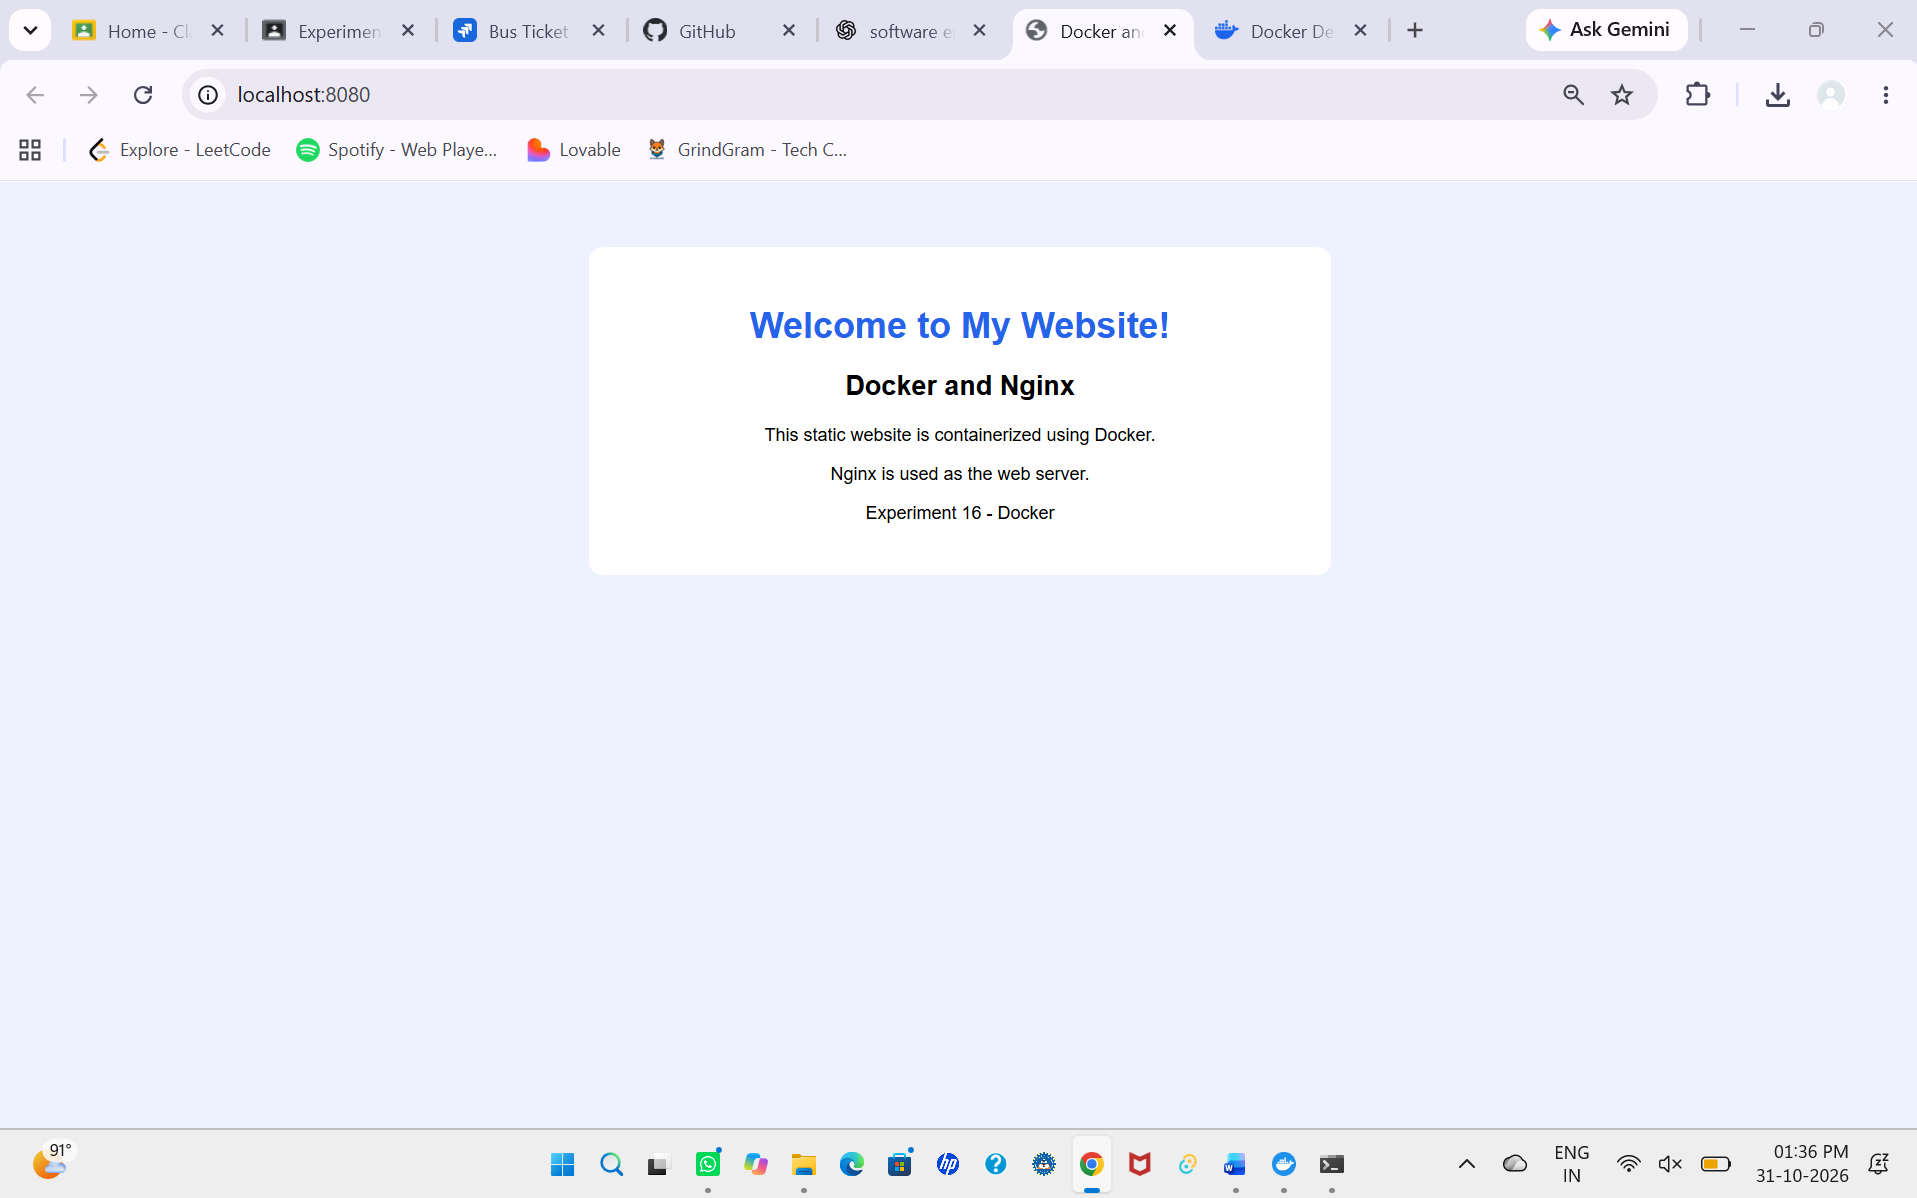 Home - Cl
Experimen
Bus Ticket
GitHub
software e
Docker an
Docker De
Ask Gemini
localhost:8080
Explore - LeetCode
Spotify - Web Playe...
Lovable
GrindGram - Tech C...
Welcome to My Website!
Docker and Nginx
This static website is containerized using Docker.
Nginx is used as the web server.
Experiment 16 - Docker
91°
ENG
IN
01:36 PM
31-10-2026